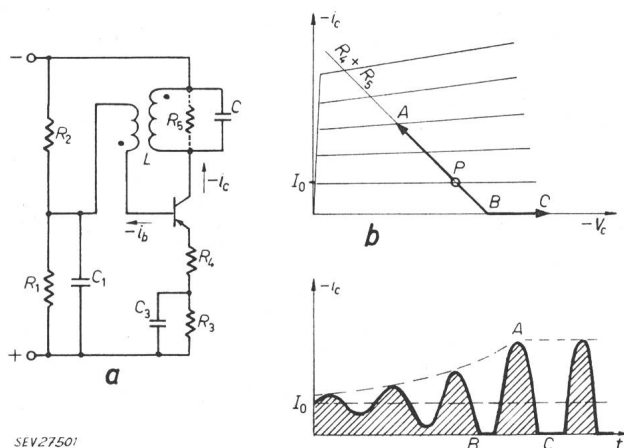 −
R2
R5
C
L
−ic
−ib
R4
R1
C1
C3
R3
+
a
SEV27501
−ic
R4 + R5
A
I0
P
B
C
−Vc
b
−ic
A
I0
B
C
t